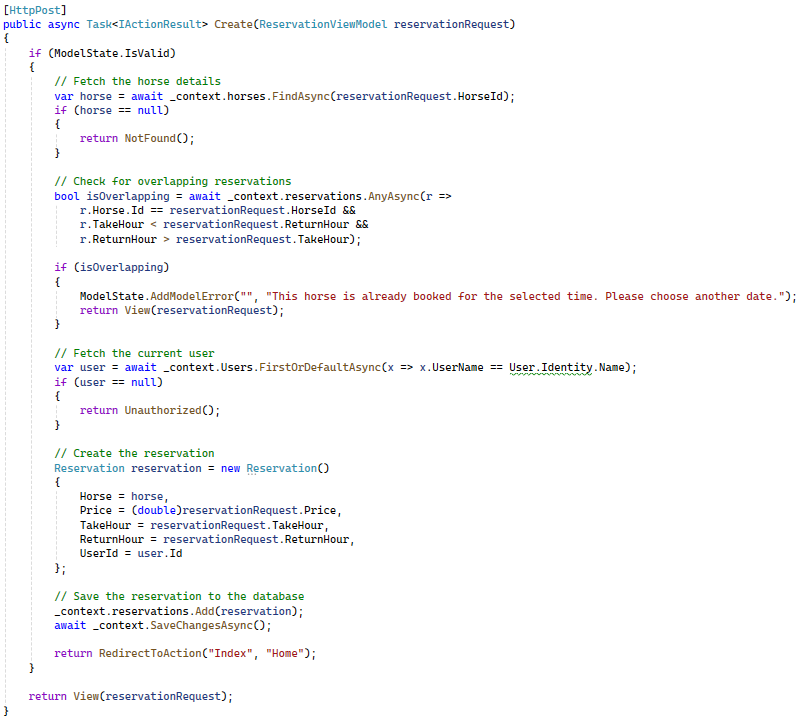 [HttpPost]
public async Task<IActionResult> Create(ReservationViewModel reservationRequest)
{
    if (ModelState.IsValid)
    {
        // Fetch the horse details
        var horse = await _context.horses.FindAsync(reservationRequest.HorseId);
        if (horse == null)
        {
            return NotFound();
        }

        // Check for overlapping reservations
        bool isOverlapping = await _context.reservations.AnyAsync(r =>
            r.Horse.Id == reservationRequest.HorseId &&
            r.TakeHour < reservationRequest.ReturnHour &&
            r.ReturnHour > reservationRequest.TakeHour);

        if (isOverlapping)
        {
            ModelState.AddModelError("", "This horse is already booked for the selected time. Please choose another date.");
            return View(reservationRequest);
        }

        // Fetch the current user
        var user = await _context.Users.FirstOrDefaultAsync(x => x.UserName == User.Identity.Name);
        if (user == null)
        {
            return Unauthorized();
        }

        // Create the reservation
        Reservation reservation = new Reservation()
        {
            Horse = horse,
            Price = (double)reservationRequest.Price,
            TakeHour = reservationRequest.TakeHour,
            ReturnHour = reservationRequest.ReturnHour,
            UserId = user.Id
        };

        // Save the reservation to the database
        _context.reservations.Add(reservation);
        await _context.SaveChangesAsync();

        return RedirectToAction("Index", "Home");
    }

    return View(reservationRequest);
}